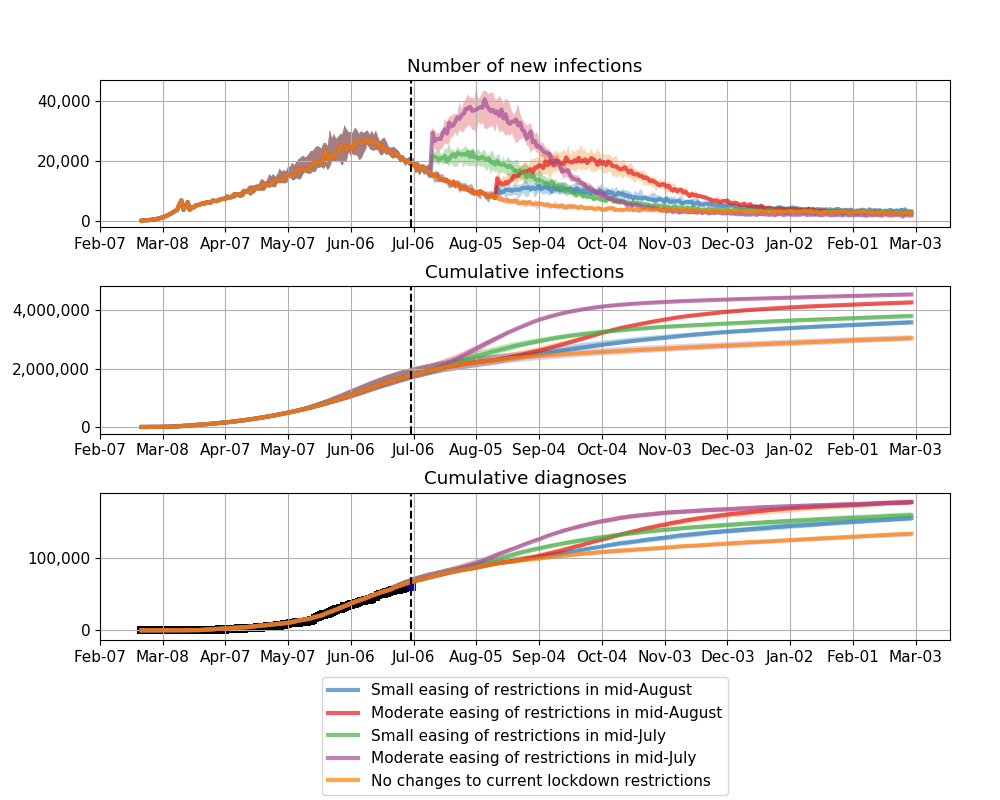 Number of new infections
40,000
20,000
0
Feb-07 Mar-08 Apr-07 May-07 Jun-06 Jul-06 Aug-05 Sep-04 Oct-04 Nov-03 Dec-03 Jan-02 Feb-01 Mar-03
Cumulative infections
4,000,000
2,000,000
0
Feb-07 Mar-08 Apr-07 May-07 Jun-06 Jul-06 Aug-05 Sep-04 Oct-04 Nov-03 Dec-03 Jan-02 Feb-01 Mar-03
Cumulative diagnoses
100,000
0
Feb-07 Mar-08 Apr-07 May-07 Jun-06 Jul-06 Aug-05 Sep-04 Oct-04 Nov-03 Dec-03 Jan-02 Feb-01 Mar-03
Small easing of restrictions in mid-August
Moderate easing of restrictions in mid-August
Small easing of restrictions in mid-July
Moderate easing of restrictions in mid-July
No changes to current lockdown restrictions